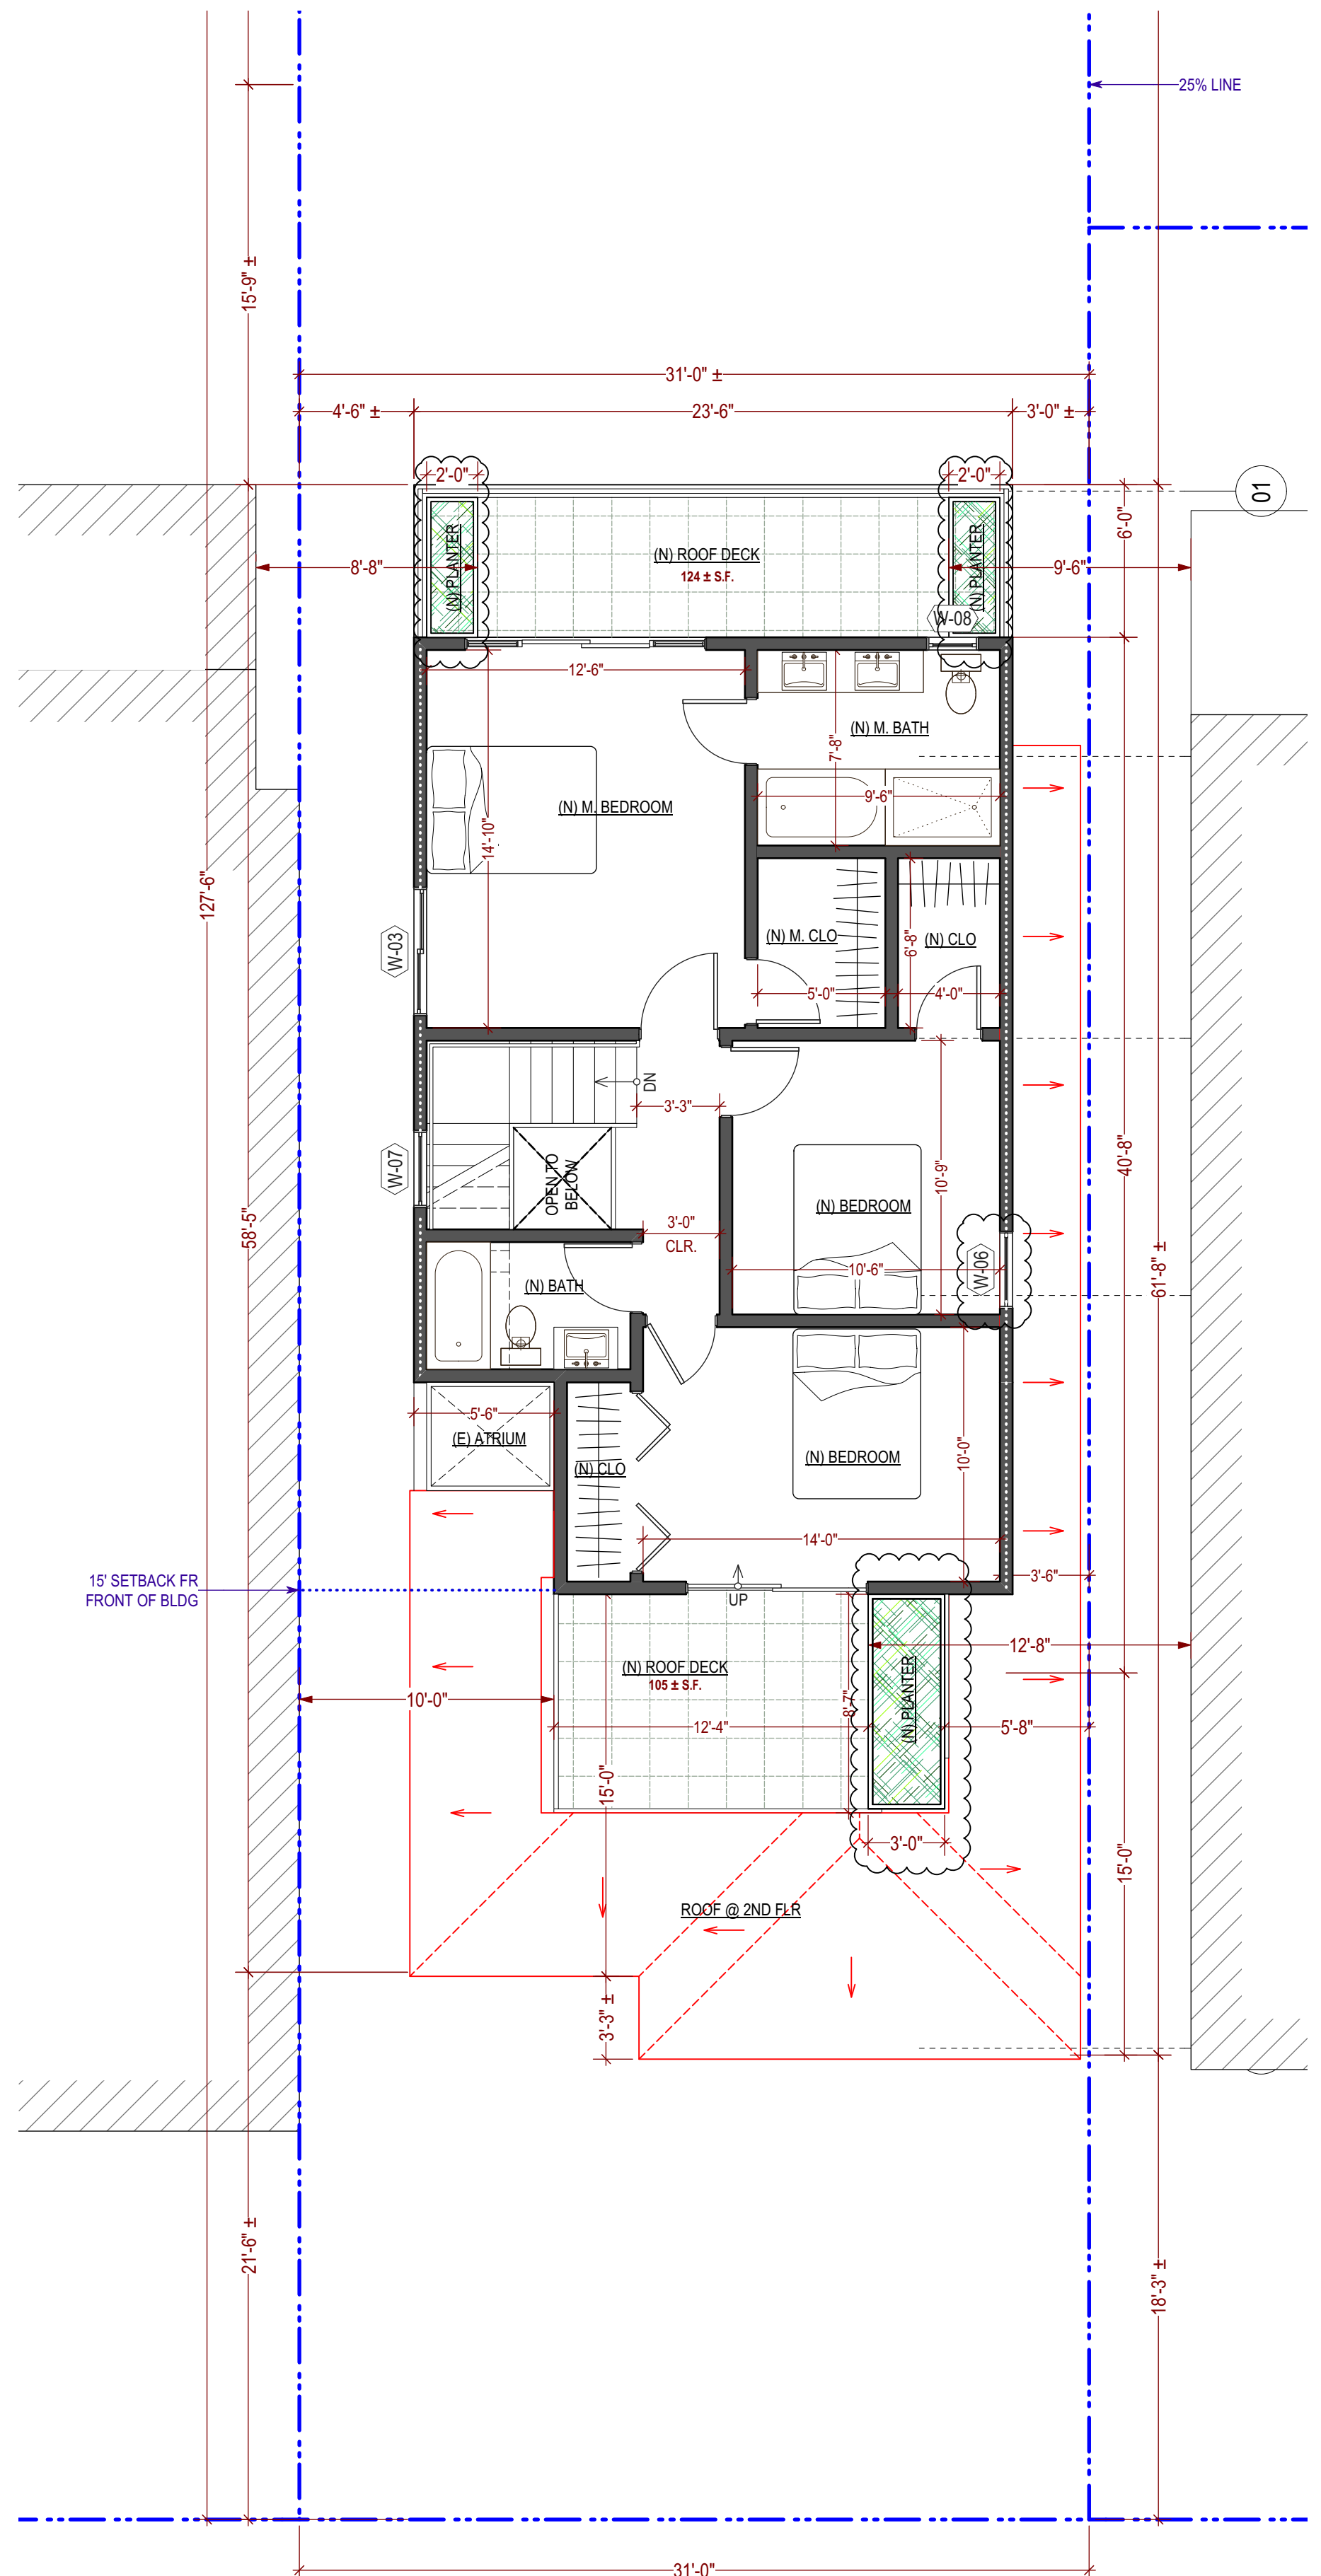 25% LINE
15'-9" ±
31'-0" ±
4'-6" ±
23'-6"
3'-0" ±
2'-0"
2'-0"
01
6'-0"
(N) PLANTER
(N) ROOF DECK
124 ± S.F.
(N) PLANTER
8'-8"
9'-6"
W-08
12'-6"
(N) M. BATH
7'-8"
9'-6"
(N) M. BEDROOM
14'-10"
127'-6"
W-03
(N) M. CLO
6'-8"
(N) CLO
5'-0"
4'-0"
DN
3'-3"
W-07
OPEN TO
BELOW
10'-9"
40'-8"
(N) BEDROOM
58'-5"
3'-0"
CLR.
10'-6"
W-06
61'-8" ±
(N) BATH
5'-6"
(E) ATRIUM
(N) CLO
(N) BEDROOM
10'-0"
14'-0"
15' SETBACK FR
FRONT OF BLDG
UP
3'-6"
12'-8"
(N) ROOF DECK
105 ± S.F.
(N) PLANTER
8'-7"
10'-0"
12'-4"
5'-8"
15'-0"
3'-0"
15'-0"
ROOF @ 2ND FLR
3'-3" ±
21'-6" ±
18'-3" ±
31'-0"